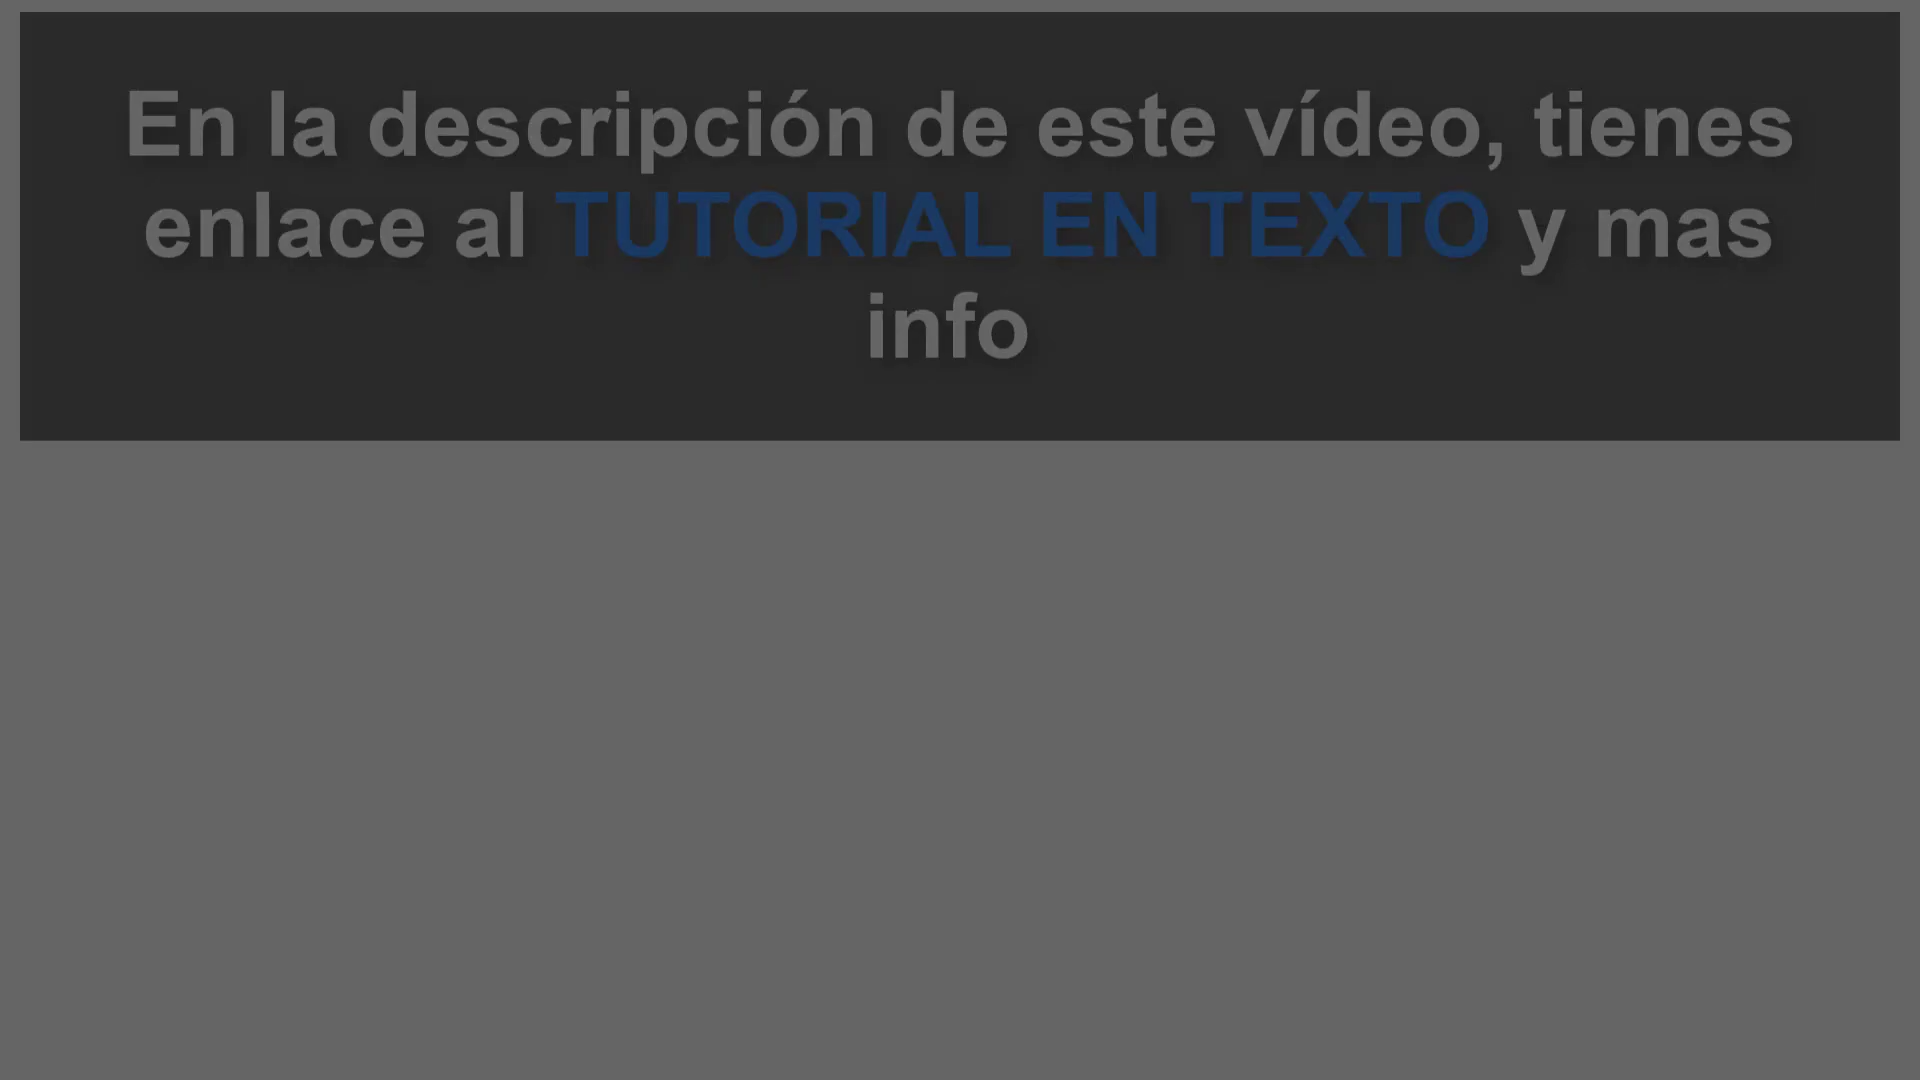 En la descripción de este vídeo, tienes
enlace al TUTORIAL EN TEXTO y mas
info